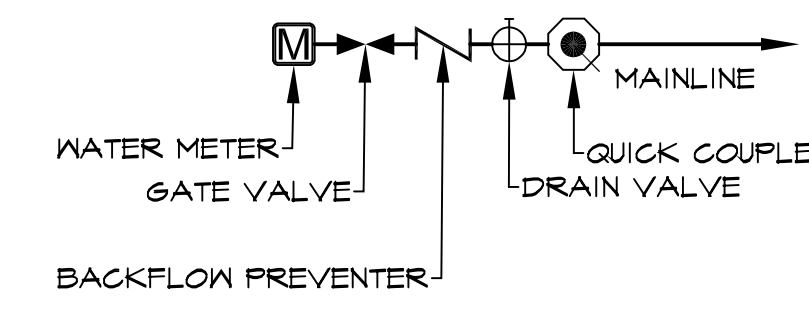 M
MAINLINE
WATER METER
QUICK COUPLE
GATE VALVE
DRAIN VALVE
BACKFLOW PREVENTER